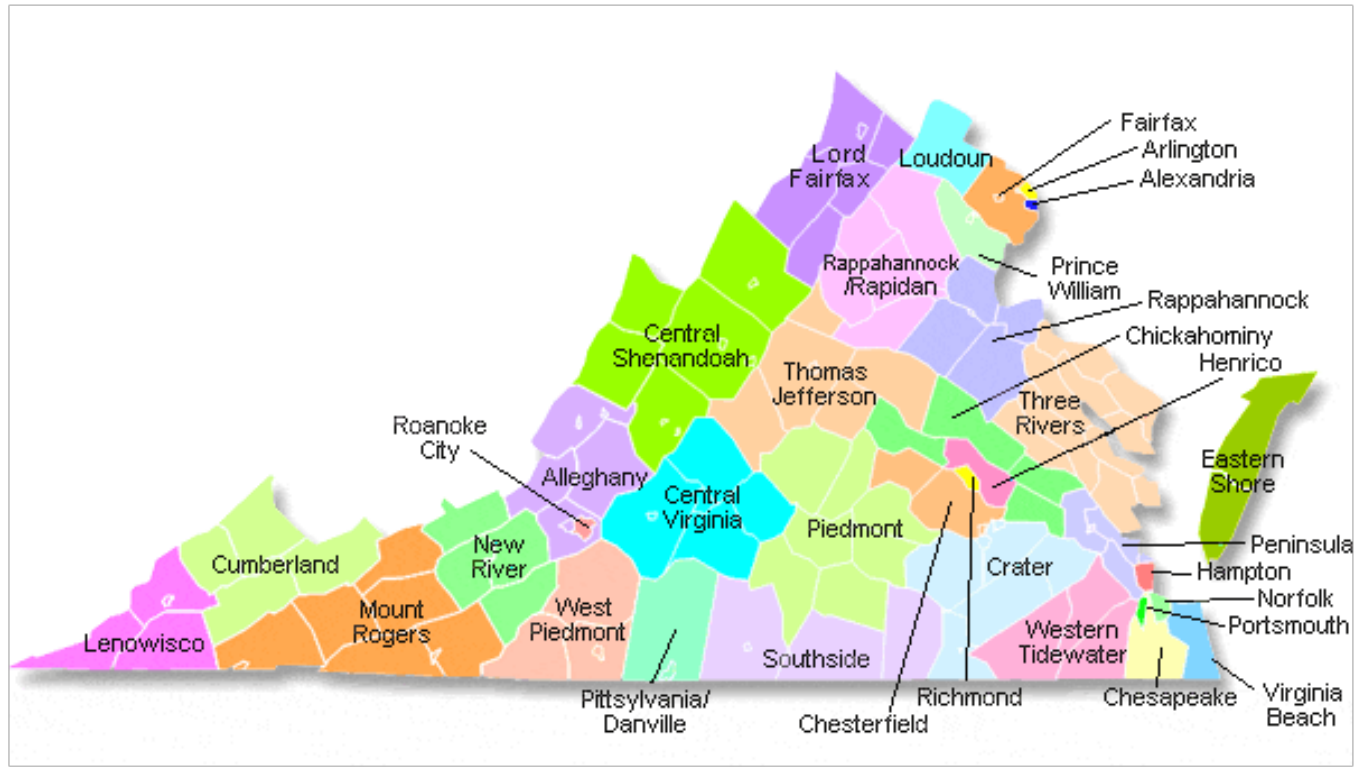 Fairfax
Arlington
Alexandria
Lord
Fairfax
Loudoun
Rappahannock
/Rapidan
Prince
William
Rappahannock
Chickahominy
Henrico
Central
Shenandoah
Thomas
Jefferson
Three
Rivers
Roanoke
City
Alleghany
Eastern
Shore
Central
Virginia
Piedmont
Cumberland
New
River
Crater
Peninsula
Hampton
Norfolk
Portsmouth
Mount
Rogers
West
Piedmont
Lenowisco
Southside
Western
Tidewater
Pittsylvania/
Danville
Chesterfield
Richmond
Chesapeake
Virginia
Beach